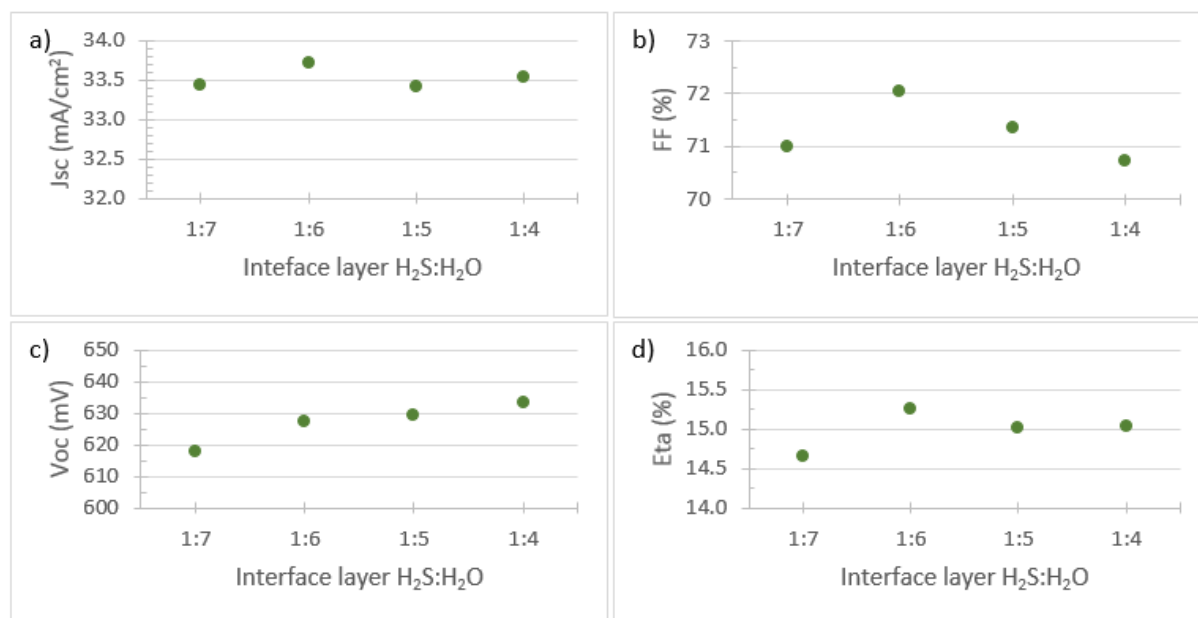 a)
Jsc (mA/cm²)
34.0
33.5
33.0
32.5
32.0
1:7 1:6 1:5 1:4
Inteface layer H₂S:H₂O
b)
FF (%)
73
72
71
70
1:7 1:6 1:5 1:4
Interface layer H₂S:H₂O
c)
Voc (mV)
650
640
630
620
610
600
1:7 1:6 1:5 1:4
Interface layer H₂S:H₂O
d)
Eta (%)
16.0
15.5
15.0
14.5
14.0
1:7 1:6 1:5 1:4
Interface layer H₂S:H₂O